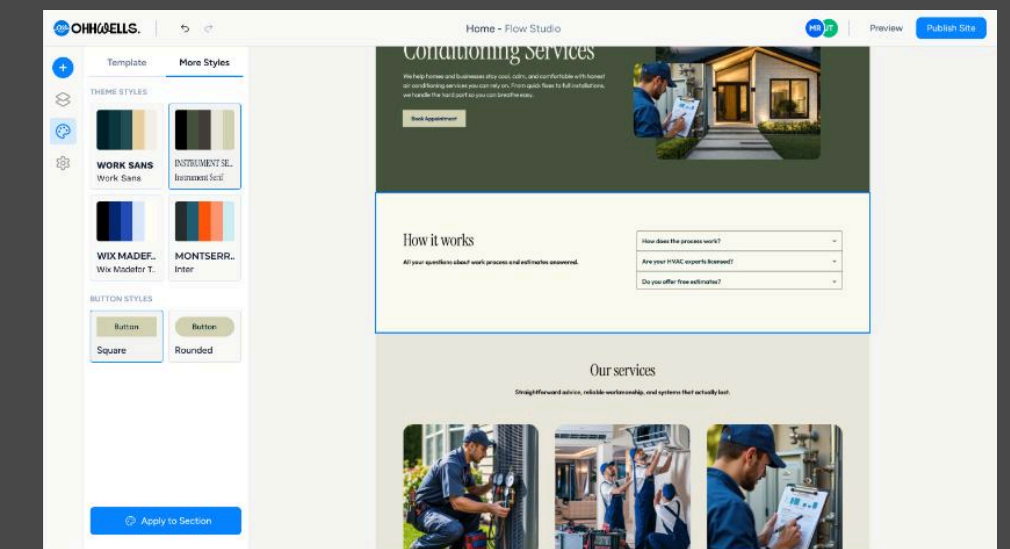 OHHWELLS.
Home - Flow Studio
MR JT
Preview
Publish Site
Template
More Styles
THEME STYLES
WORK SANS
Work Sans
INSTRUMENT SE...
Instrument Serif
WIX MADEF...
Wix Madefor T...
MONTSERR...
Inter
BUTTON STYLES
Button
Square
Button
Rounded
Apply to Section
Conditioning Services
We help homes and businesses stay cool, calm, and comfortable with honest
air conditioning services you can rely on. From quick fixes to full installations,
we handle the hard part so you can breathe easy.
Book Appointment
How it works
All your questions about work process and estimates answered.
How does the process work?
Are your HVAC experts licensed?
Do you offer free estimates?
Our services
Straightforward advice, reliable workmanship, and systems that actually last.